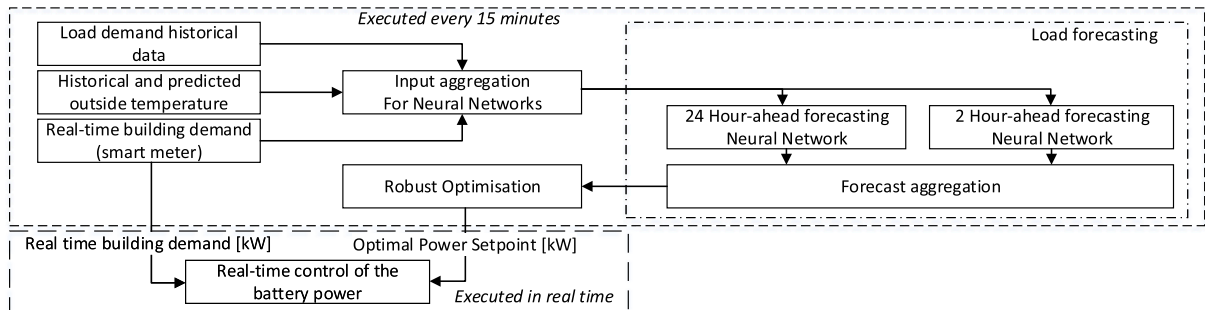 Executed every 15 minutes
Load demand historical
data
Historical and predicted
outside temperature
Real-time building demand
(smart meter)
Input aggregation
For Neural Networks
Load forecasting
24 Hour-ahead forecasting
Neural Network
2 Hour-ahead forecasting
Neural Network
Forecast aggregation
Robust Optimisation
Real time building demand [kW]
Optimal Power Setpoint [kW]
Real-time control of the
battery power
Executed in real time